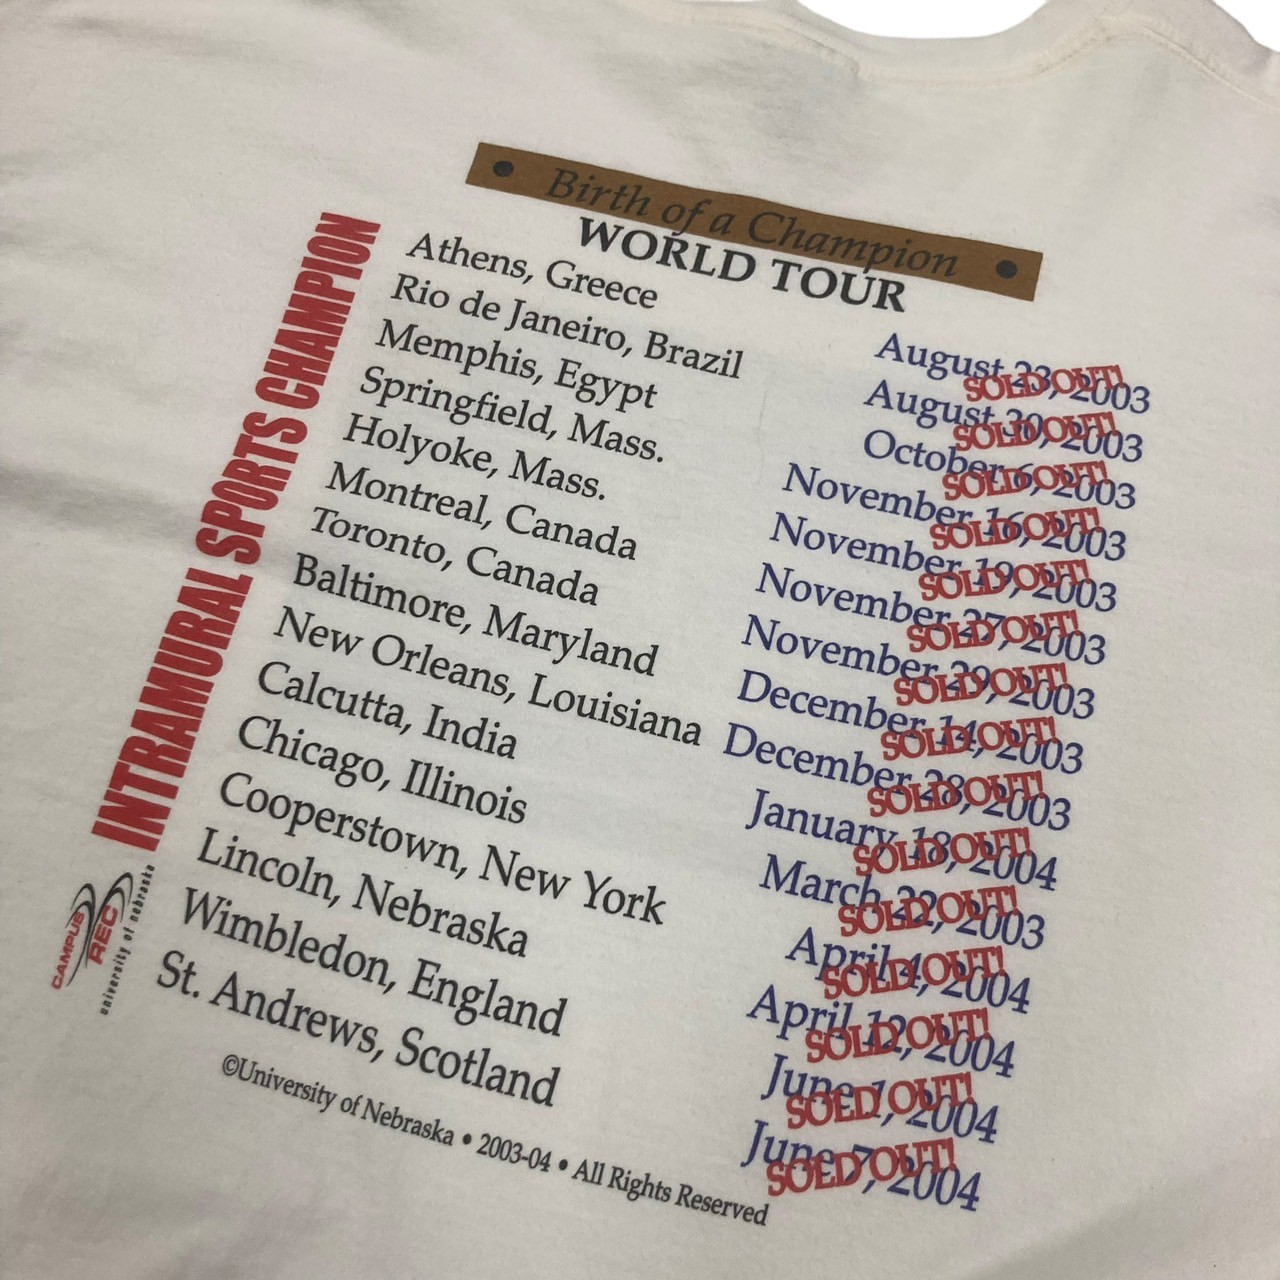 • Birth of a Champion •
WORLD TOUR
Athens, Greece August 23, 2003 SOLD OUT!
Rio de Janeiro, Brazil August 30, 2003 SOLD OUT!
Memphis, Egypt October 6, 2003 SOLD OUT!
Springfield, Mass. November 16, 2003 SOLD OUT!
Holyoke, Mass. November 19, 2003 SOLD OUT!
Montreal, Canada November 27, 2003 SOLD OUT!
Toronto, Canada November 29, 2003 SOLD OUT!
Baltimore, Maryland December 14, 2003 SOLD OUT!
New Orleans, Louisiana December 28, 2003 SOLD OUT!
Calcutta, India January 18, 2004 SOLD OUT!
Chicago, Illinois March 22, 2003 SOLD OUT!
Cooperstown, New York April 4, 2004 SOLD OUT!
Lincoln, Nebraska April 12, 2004 SOLD OUT!
Wimbledon, England June 1, 2004 SOLD OUT!
St. Andrews, Scotland June 7, 2004 SOLD OUT!
©University of Nebraska • 2003-04 • All Rights Reserved
INTRAMURAL SPORTS CHAMPION
CAMPUS
REC
university of nebraska